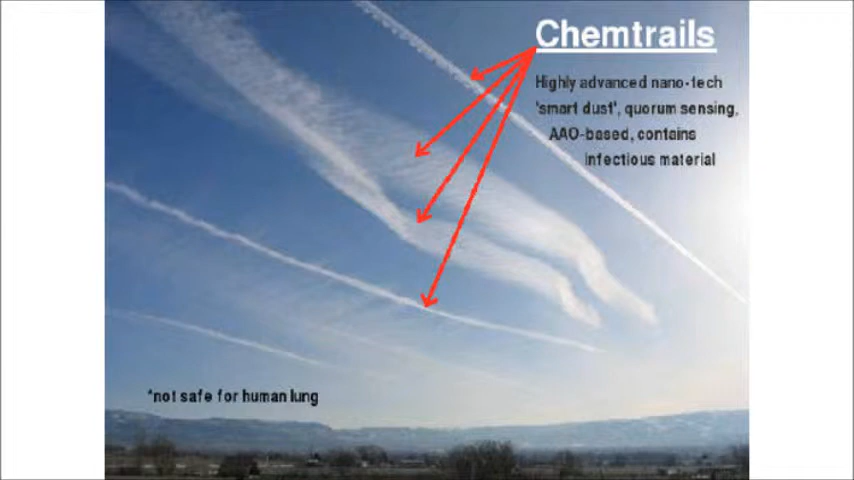 Chemtrails
Highly advanced nano-tech
'smart dust', quorum sensing,
AAO-based, contains
infectious material
*not safe for human lung